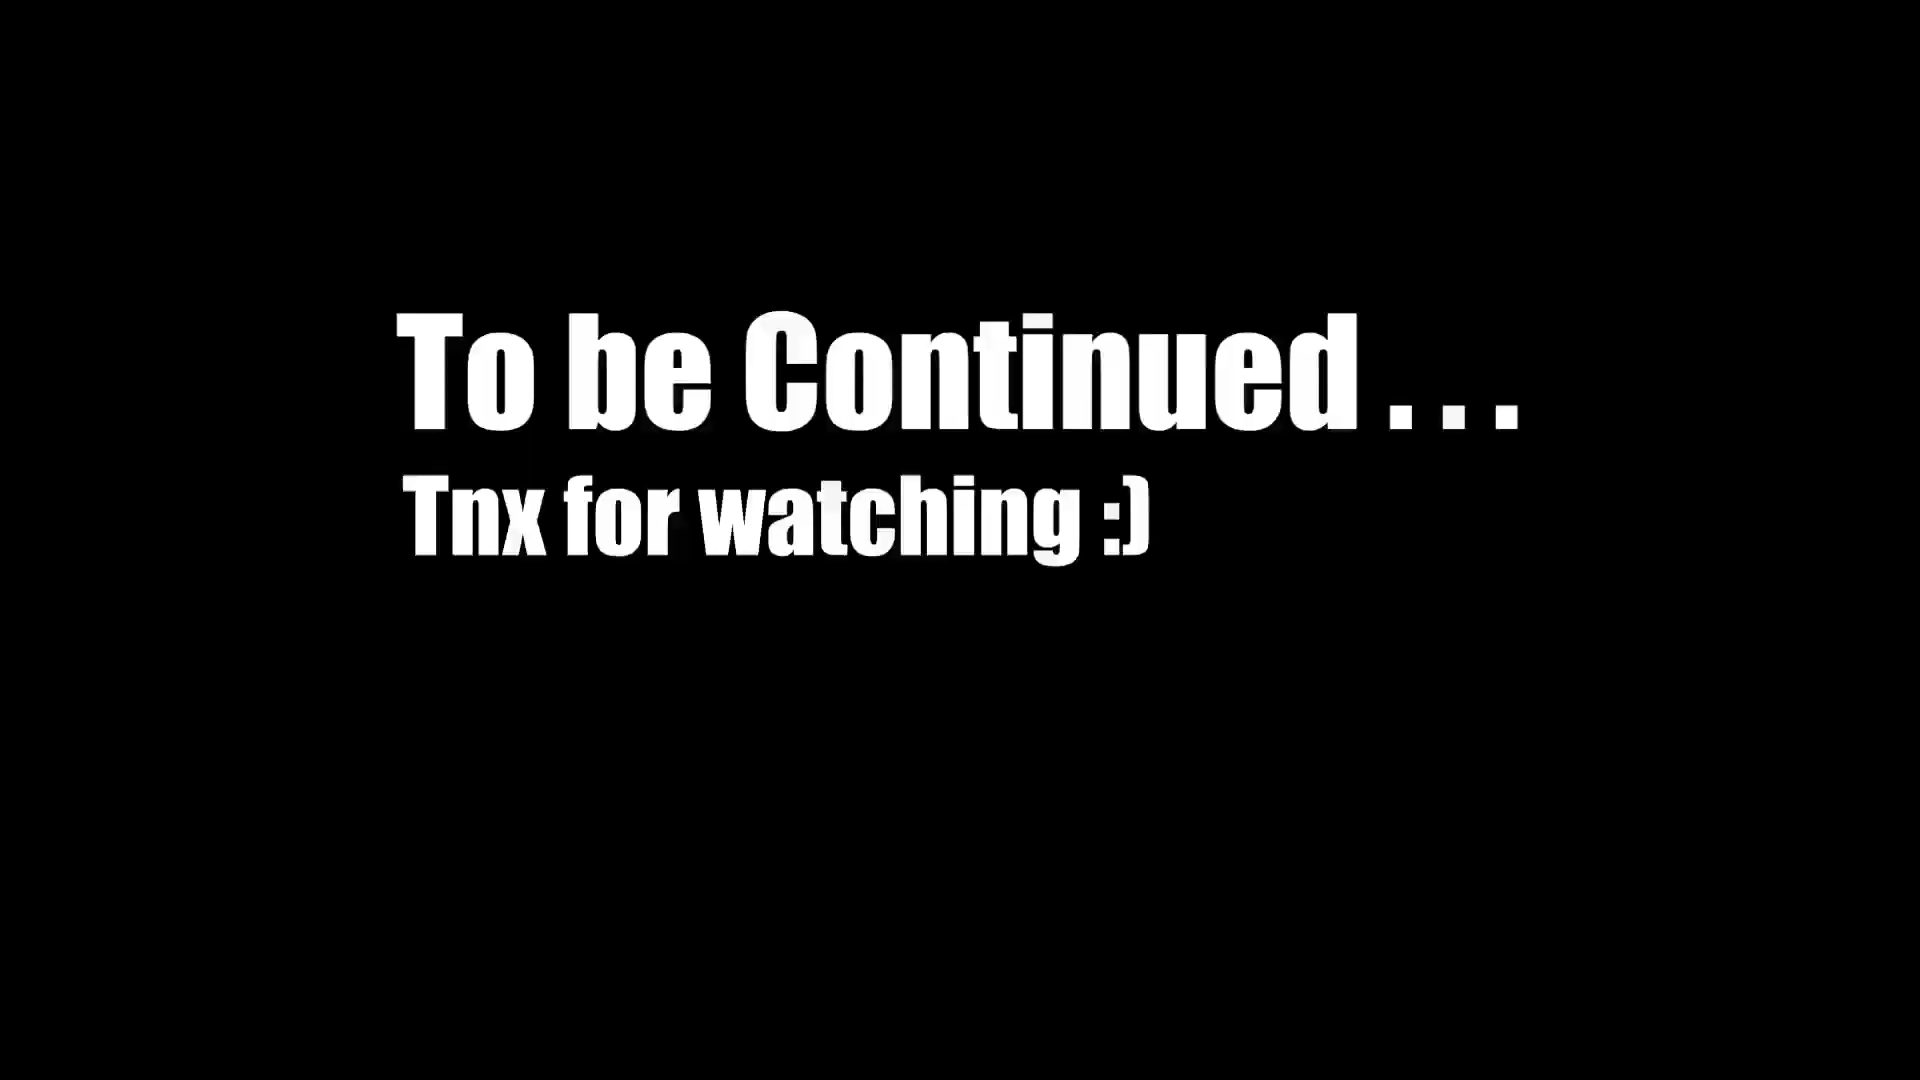 To be Continued . . .
Tnx for watching :)